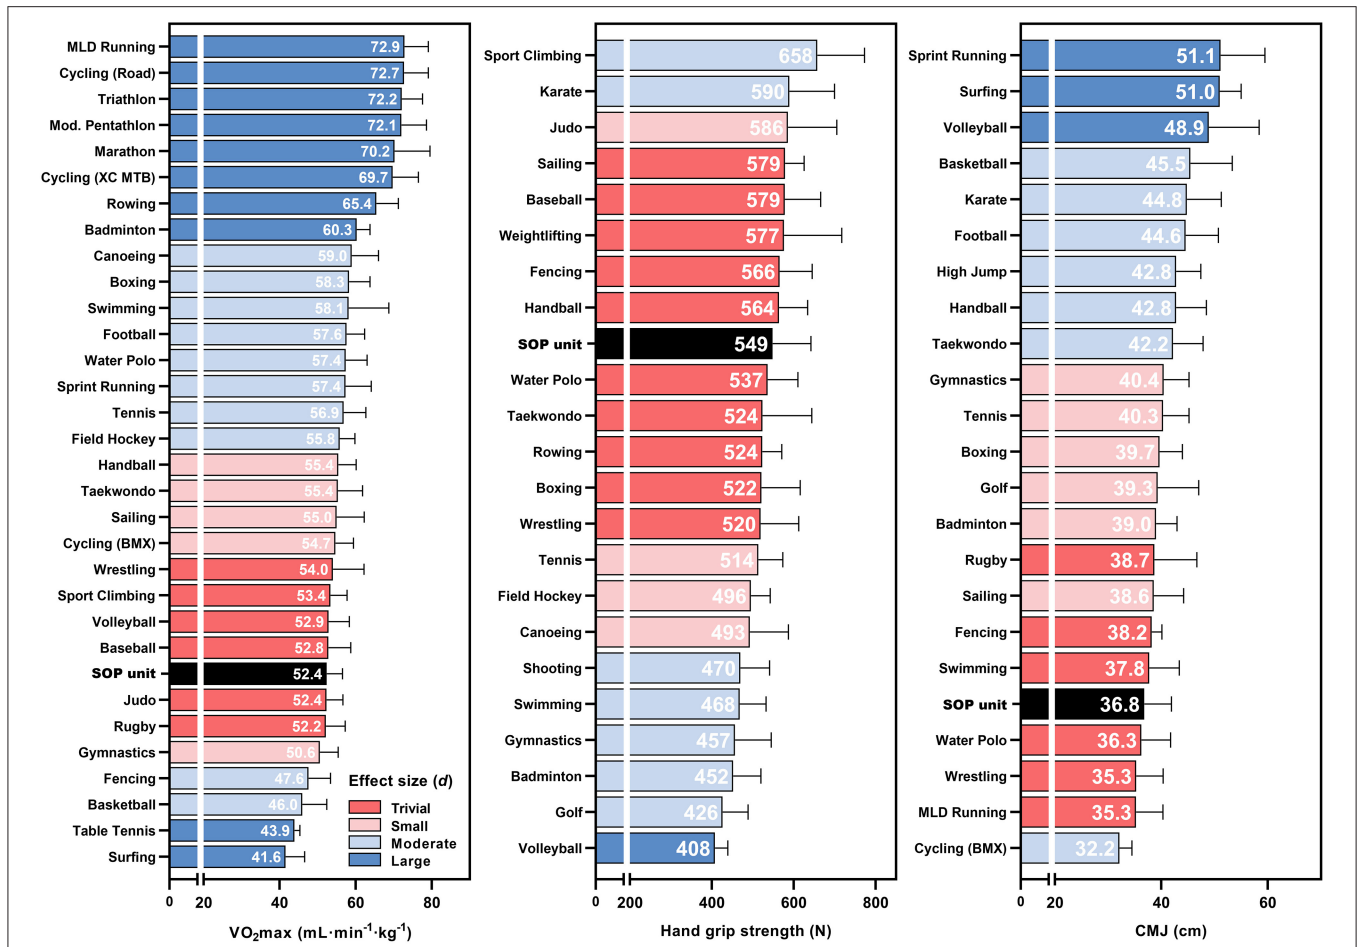 MLD Running 72.9
Cycling (Road) 72.7
Triathlon 72.2
Mod. Pentathlon 72.1
Marathon 70.2
Cycling (XC MTB) 69.7
Rowing 65.4
Badminton 60.3
Canoeing 59.0
Boxing 58.3
Swimming 58.1
Football 57.6
Water Polo 57.4
Sprint Running 57.4
Tennis 56.9
Field Hockey 55.8
Handball 55.4
Taekwondo 55.4
Sailing 55.0
Cycling (BMX) 54.7
Wrestling 54.0
Sport Climbing 53.4
Volleyball 52.9
Baseball 52.8
SOP unit 52.4
Judo 52.4
Rugby 52.2
Gymnastics 50.6
Fencing 47.6
Basketball 46.0
Table Tennis 43.9
Surfing 41.6
Effect size (d)
Trivial
Small
Moderate
Large
0 20 40 60 80
VO₂max (mL·min⁻¹·kg⁻¹)
Sport Climbing 658
Karate 590
Judo 586
Sailing 579
Baseball 579
Weightlifting 577
Fencing 566
Handball 564
SOP unit 549
Water Polo 537
Taekwondo 524
Rowing 524
Boxing 522
Wrestling 520
Tennis 514
Field Hockey 496
Canoeing 493
Shooting 470
Swimming 468
Gymnastics 457
Badminton 452
Golf 426
Volleyball 408
0 200 400 600 800
Hand grip strength (N)
Sprint Running 51.1
Surfing 51.0
Volleyball 48.9
Basketball 45.5
Karate 44.8
Football 44.6
High Jump 42.8
Handball 42.8
Taekwondo 42.2
Gymnastics 40.4
Tennis 40.3
Boxing 39.7
Golf 39.3
Badminton 39.0
Rugby 38.7
Sailing 38.6
Fencing 38.2
Swimming 37.8
SOP unit 36.8
Water Polo 36.3
Wrestling 35.3
MLD Running 35.3
Cycling (BMX) 32.2
0 20 40 60
CMJ (cm)